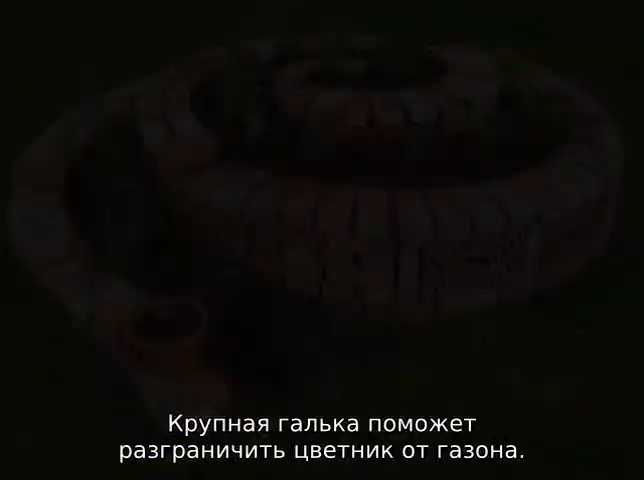 Крупная галька поможет
разграничить цветник от газона.